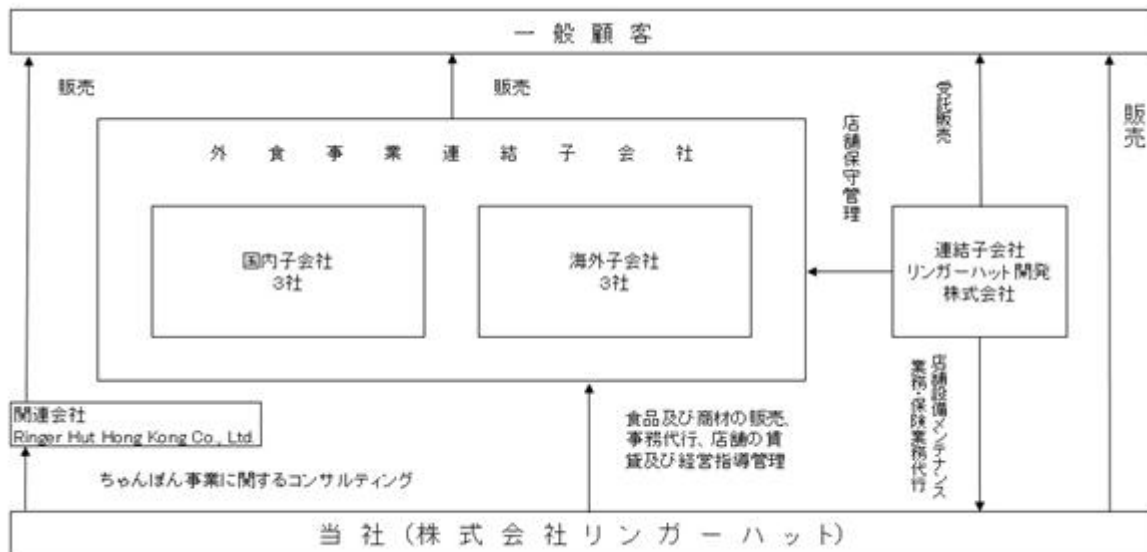 一般顧客
販売
販売
受託販売
販売
外食事業連結子会社
店舗保守管理
国内子会社
3社
海外子会社
3社
連結子会社
リンガーハット開発
株式会社
関連会社
Ringer Hut Hong Kong Co., Ltd.
食品及び商材の販売、
事務代行、店舗の賃
貸及び経営指導管理
店舗設備メンテナンス
業務・保険業務代行
ちゃんぽん事業に関するコンサルティング
当社(株式会社リンガーハット)